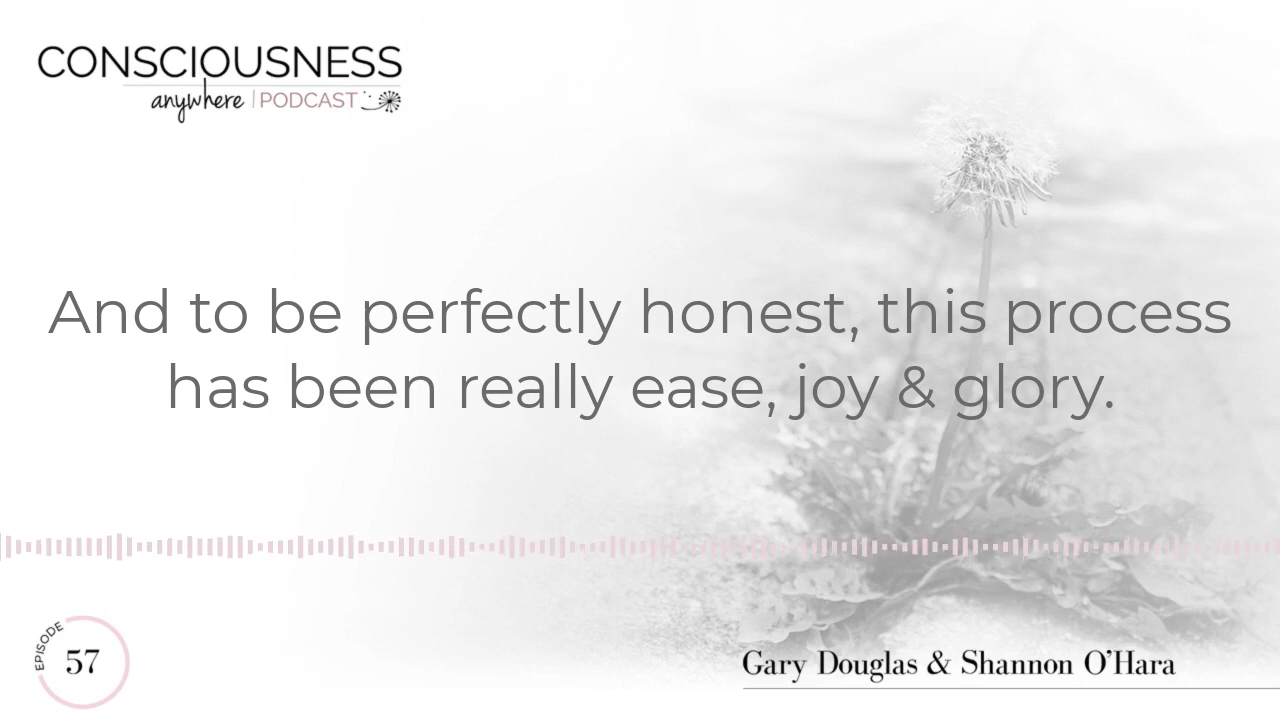 CONSCIOUSNESS
anywhere | PODCAST
And to be perfectly honest, this process
has been really ease, joy & glory.
EPISODE
57
Gary Douglas & Shannon O'Hara